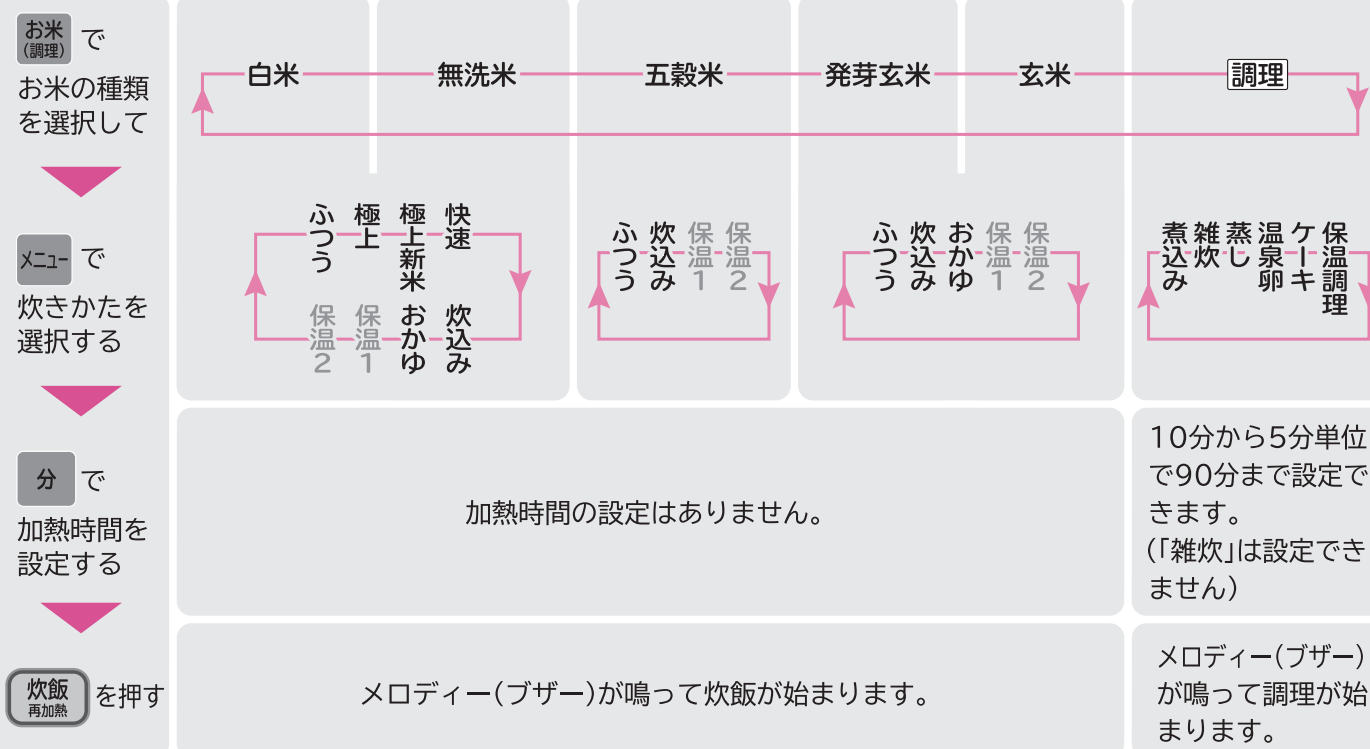 お米
(調理)
で
お米の種類
を選択して
白米
無洗米
五穀米
発芽玄米
玄米
調理
メニュー
で
炊きかたを
選択する
ふつう
極上
極上新米
快速
炊込み
おかゆ
保温1
保温2
ふつう
炊込み
保温1
保温2
ふつう
炊込み
おかゆ
保温1
保温2
煮込み
雑炊
蒸し
温泉卵
ケーキ
保温調理
分
で
加熱時間を
設定する
加熱時間の設定はありません。
10分から5分単位
で90分まで設定で
きます。
(「雑炊」は設定でき
ません)
炊飯
再加熱
を押す
メロディー(ブザー)が鳴って炊飯が始まります。
メロディー(ブザー)
が鳴って調理が始
まります。